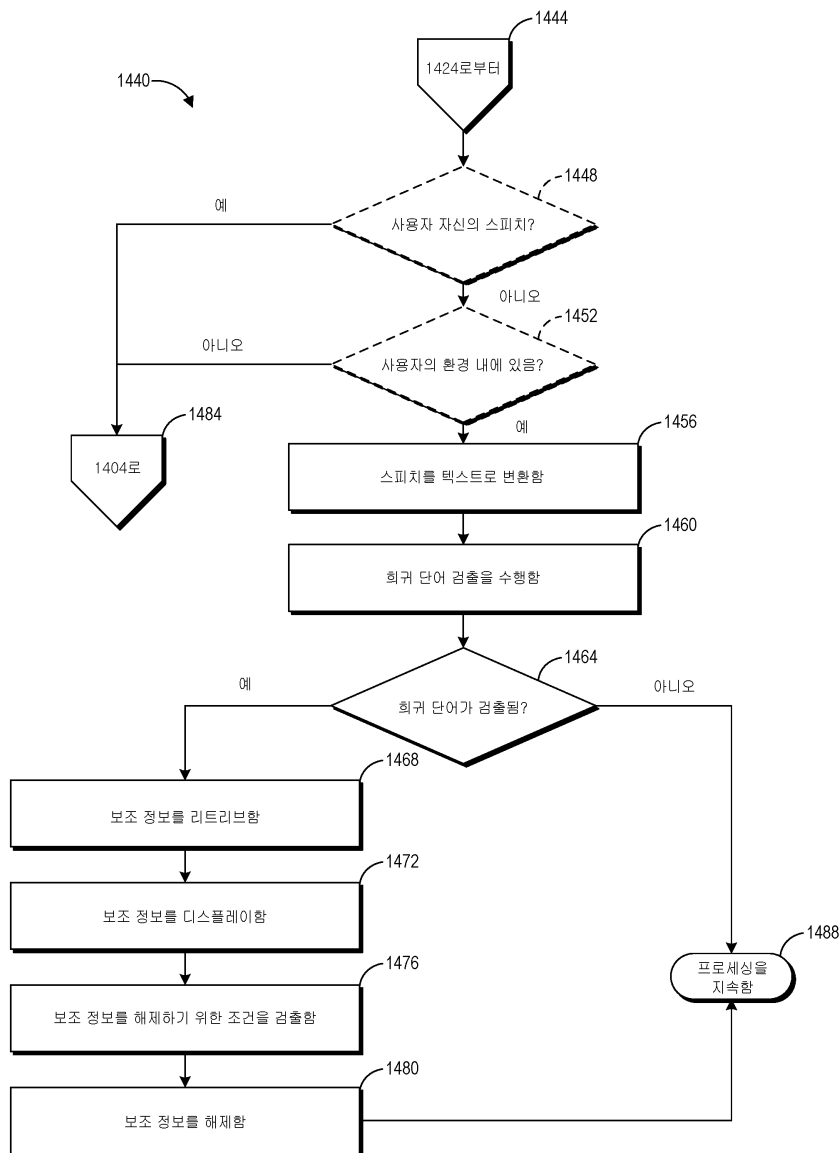 1444
1424로부터
1440
1448
사용자 자신의 스피치?
예
아니오
1452
사용자의 환경 내에 있음?
아니오
예
1484
1404로
1456
스피치를 텍스트로 변환함
1460
희귀 단어 검출을 수행함
1464
희귀 단어가 검출됨?
예
아니오
1468
보조 정보를 리트리브함
1472
보조 정보를 디스플레이함
1476
보조 정보를 해제하기 위한 조건을 검출함
1480
보조 정보를 해제함
1488
프로세싱을
지속함